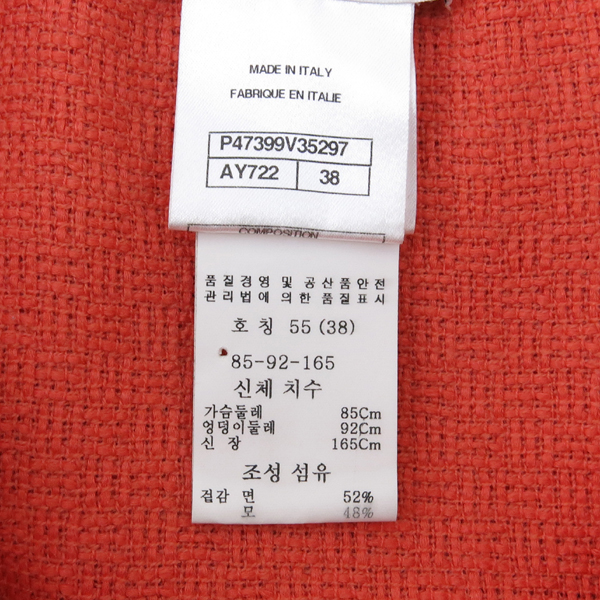 MADE IN ITALY
FABRIQUE EN ITALIE
P47399V35297
AY722 38
COMPOSITION
품질경영 및 공산품안전
관리법에 의한 품질표시
호칭 55 (38)
85-92-165
신체 치수
가슴둘레 85Cm
엉덩이둘레 92Cm
신 장 165Cm
조성 섬유
겉감 면 52%
모 48%